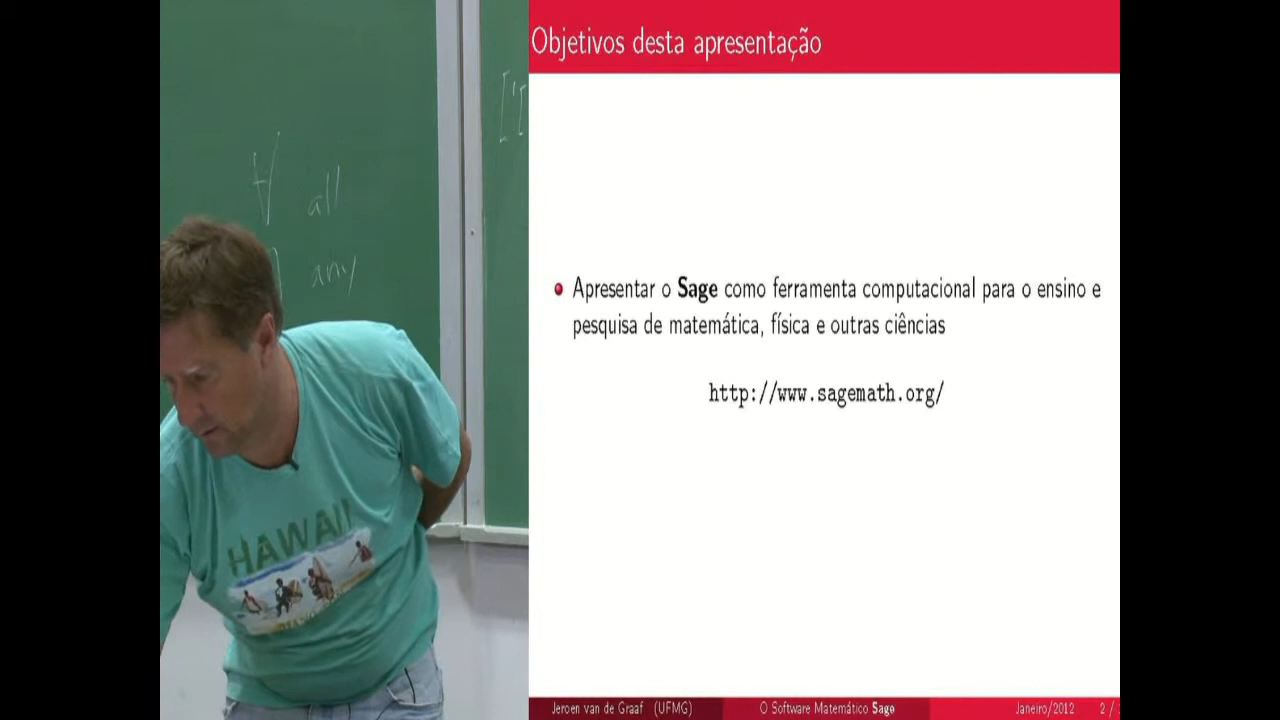 Objetivos desta apresentação
∀ all
any
HAWAII
Apresentar o Sage como ferramenta computacional para o ensino e
pesquisa de matemática, física e outras ciências
http://www.sagemath.org/
Jeroen van de Graaf (UFMG) O Software Matemático Sage Janeiro/2012 2 /